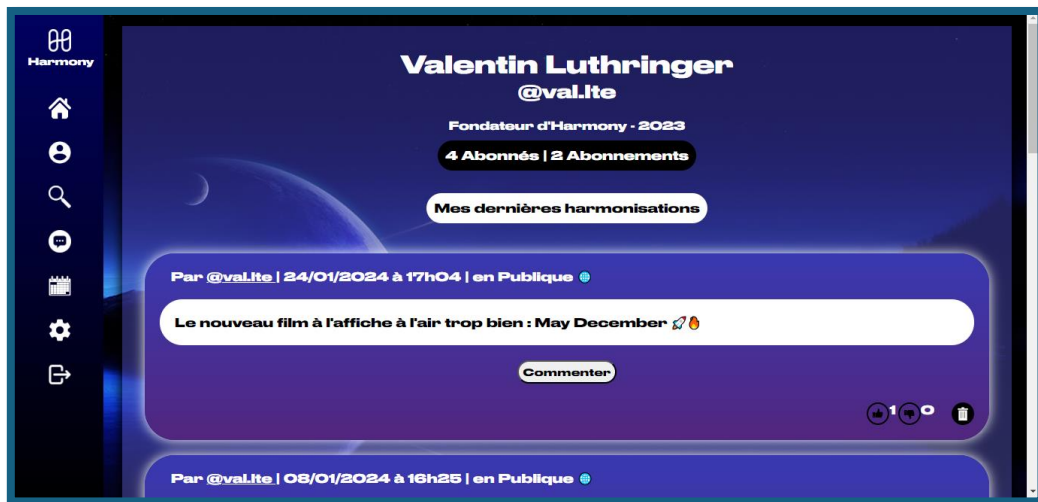 Harmony
Valentin Luthringer
@val.lte
Fondateur d'Harmony - 2023
4 Abonnés | 2 Abonnements
Mes dernières harmonisations
Par @val.lte | 24/01/2024 à 17h04 | en Publique
Le nouveau film à l'affiche à l'air trop bien : May December 🚀🔥
Commenter
1 0
Par @val.lte | 08/01/2024 à 16h25 | en Publique